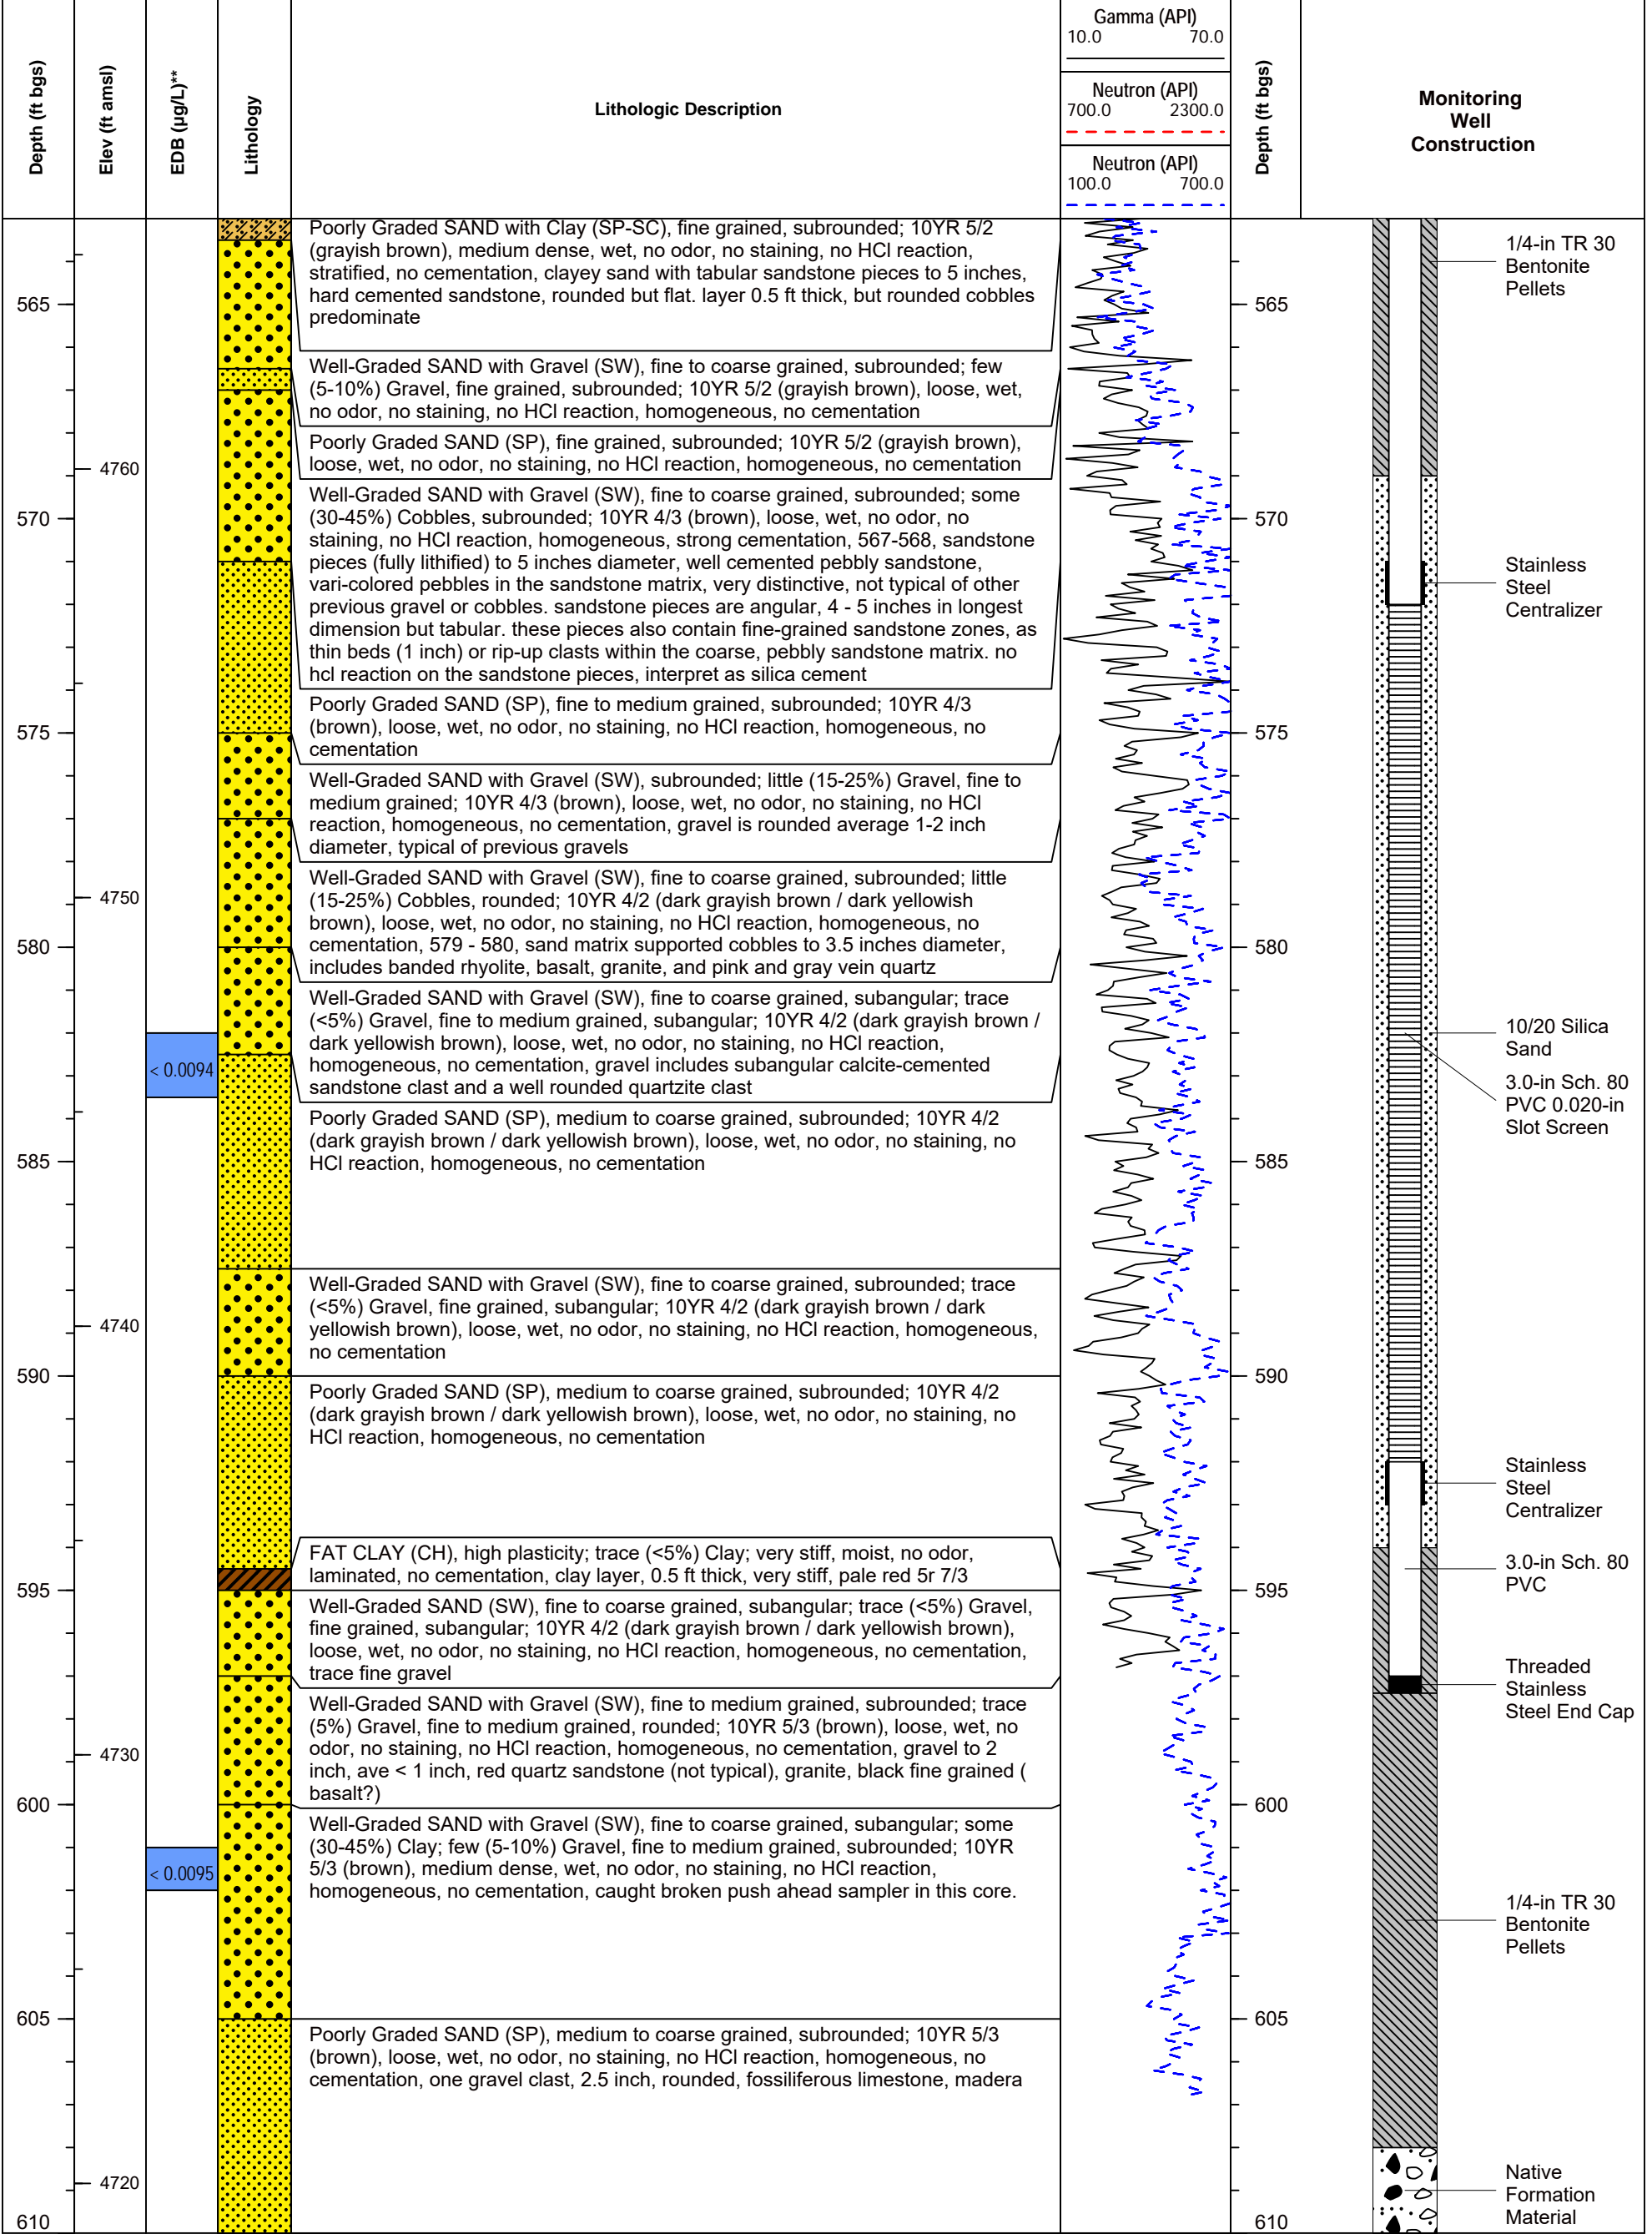 Depth (ft bgs)
Elev (ft amsl)
EDB (µg/L)**
Lithology
Lithologic Description
Gamma (API)
10.0 70.0
Neutron (API)
700.0 2300.0
Neutron (API)
100.0 700.0
Depth (ft bgs)
Monitoring
Well
Construction
565
570
575
580
585
590
595
600
605
610
4760
4750
4740
4730
4720
< 0.0094
< 0.0095
Poorly Graded SAND with Clay (SP-SC), fine grained, subrounded; 10YR 5/2
(grayish brown), medium dense, wet, no odor, no staining, no HCl reaction,
stratified, no cementation, clayey sand with tabular sandstone pieces to 5 inches,
hard cemented sandstone, rounded but flat. layer 0.5 ft thick, but rounded cobbles
predominate
Well-Graded SAND with Gravel (SW), fine to coarse grained, subrounded; few
(5-10%) Gravel, fine grained, subrounded; 10YR 5/2 (grayish brown), loose, wet,
no odor, no staining, no HCl reaction, homogeneous, no cementation
Poorly Graded SAND (SP), fine grained, subrounded; 10YR 5/2 (grayish brown),
loose, wet, no odor, no staining, no HCl reaction, homogeneous, no cementation
Well-Graded SAND with Gravel (SW), fine to coarse grained, subrounded; some
(30-45%) Cobbles, subrounded; 10YR 4/3 (brown), loose, wet, no odor, no
staining, no HCl reaction, homogeneous, strong cementation, 567-568, sandstone
pieces (fully lithified) to 5 inches diameter, well cemented pebbly sandstone,
vari-colored pebbles in the sandstone matrix, very distinctive, not typical of other
previous gravel or cobbles. sandstone pieces are angular, 4 - 5 inches in longest
dimension but tabular. these pieces also contain fine-grained sandstone zones, as
thin beds (1 inch) or rip-up clasts within the coarse, pebbly sandstone matrix. no
hcl reaction on the sandstone pieces, interpret as silica cement
Poorly Graded SAND (SP), fine to medium grained, subrounded; 10YR 4/3
(brown), loose, wet, no odor, no staining, no HCl reaction, homogeneous, no
cementation
Well-Graded SAND with Gravel (SW), subrounded; little (15-25%) Gravel, fine to
medium grained; 10YR 4/3 (brown), loose, wet, no odor, no staining, no HCl
reaction, homogeneous, no cementation, gravel is rounded average 1-2 inch
diameter, typical of previous gravels
Well-Graded SAND with Gravel (SW), fine to coarse grained, subrounded; little
(15-25%) Cobbles, rounded; 10YR 4/2 (dark grayish brown / dark yellowish
brown), loose, wet, no odor, no staining, no HCl reaction, homogeneous, no
cementation, 579 - 580, sand matrix supported cobbles to 3.5 inches diameter,
includes banded rhyolite, basalt, granite, and pink and gray vein quartz
Well-Graded SAND with Gravel (SW), fine to coarse grained, subangular; trace
(<5%) Gravel, fine to medium grained, subangular; 10YR 4/2 (dark grayish brown /
dark yellowish brown), loose, wet, no odor, no staining, no HCl reaction,
homogeneous, no cementation, gravel includes subangular calcite-cemented
sandstone clast and a well rounded quartzite clast
Poorly Graded SAND (SP), medium to coarse grained, subrounded; 10YR 4/2
(dark grayish brown / dark yellowish brown), loose, wet, no odor, no staining, no
HCl reaction, homogeneous, no cementation
Well-Graded SAND with Gravel (SW), fine to coarse grained, subrounded; trace
(<5%) Gravel, fine grained, subangular; 10YR 4/2 (dark grayish brown / dark
yellowish brown), loose, wet, no odor, no staining, no HCl reaction, homogeneous,
no cementation
Poorly Graded SAND (SP), medium to coarse grained, subrounded; 10YR 4/2
(dark grayish brown / dark yellowish brown), loose, wet, no odor, no staining, no
HCl reaction, homogeneous, no cementation
FAT CLAY (CH), high plasticity; trace (<5%) Clay; very stiff, moist, no odor,
laminated, no cementation, clay layer, 0.5 ft thick, very stiff, pale red 5r 7/3
Well-Graded SAND (SW), fine to coarse grained, subangular; trace (<5%) Gravel,
fine grained, subangular; 10YR 4/2 (dark grayish brown / dark yellowish brown),
loose, wet, no odor, no staining, no HCl reaction, homogeneous, no cementation,
trace fine gravel
Well-Graded SAND with Gravel (SW), fine to medium grained, subrounded; trace
(5%) Gravel, fine to medium grained, rounded; 10YR 5/3 (brown), loose, wet, no
odor, no staining, no HCl reaction, homogeneous, no cementation, gravel to 2
inch, ave < 1 inch, red quartz sandstone (not typical), granite, black fine grained (
basalt?)
Well-Graded SAND with Gravel (SW), fine to coarse grained, subangular; some
(30-45%) Clay; few (5-10%) Gravel, fine to medium grained, subrounded; 10YR
5/3 (brown), medium dense, wet, no odor, no staining, no HCl reaction,
homogeneous, no cementation, caught broken push ahead sampler in this core.
Poorly Graded SAND (SP), medium to coarse grained, subrounded; 10YR 5/3
(brown), loose, wet, no odor, no staining, no HCl reaction, homogeneous, no
cementation, one gravel clast, 2.5 inch, rounded, fossiliferous limestone, madera
565
570
575
580
585
590
595
600
605
610
1/4-in TR 30
Bentonite
Pellets
Stainless
Steel
Centralizer
10/20 Silica
Sand
3.0-in Sch. 80
PVC 0.020-in
Slot Screen
Stainless
Steel
Centralizer
3.0-in Sch. 80
PVC
Threaded
Stainless
Steel End Cap
1/4-in TR 30
Bentonite
Pellets
Native
Formation
Material